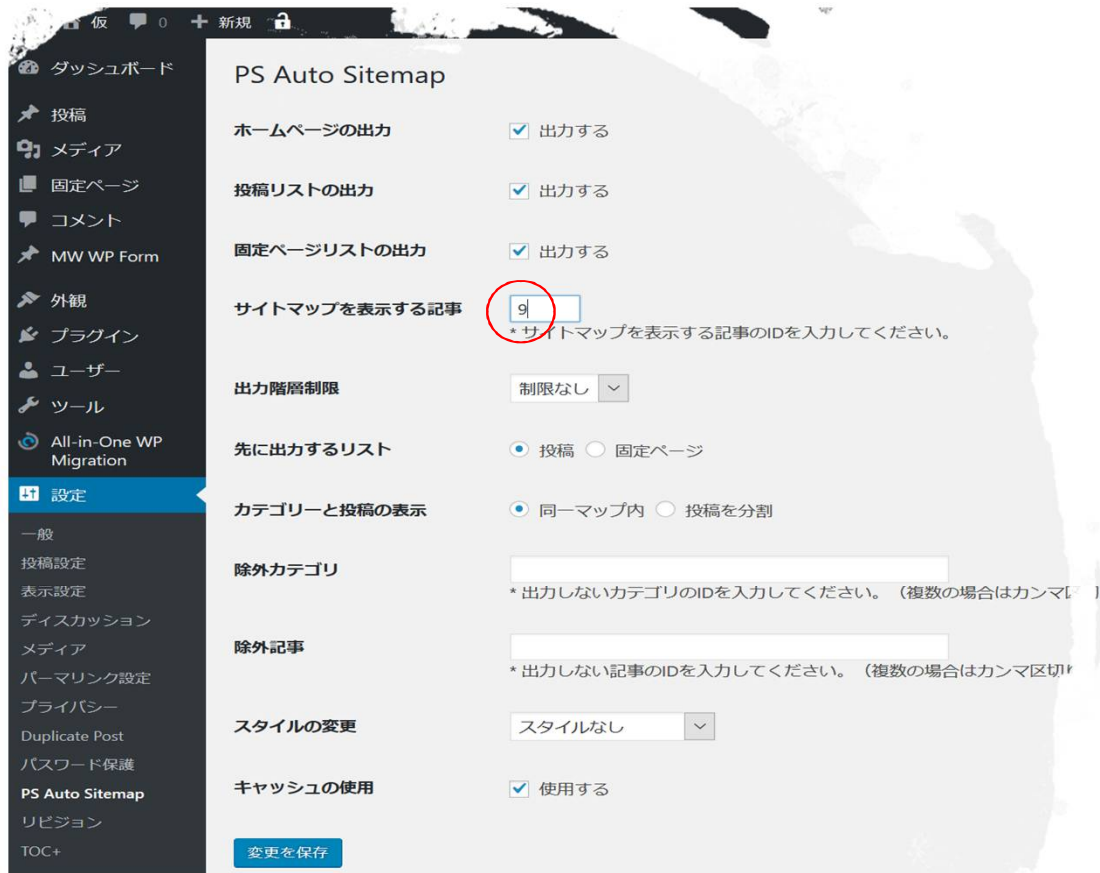 仮 0 新規
ダッシュボード
投稿
メディア
固定ページ
コメント
MW WP Form
外観
プラグイン
ユーザー
ツール
All-in-One WP
Migration
設定
一般
投稿設定
表示設定
ディスカッション
メディア
パーマリンク設定
プライバシー
Duplicate Post
パスワード保護
PS Auto Sitemap
リビジョン
TOC+
PS Auto Sitemap
ホームページの出力 出力する
投稿リストの出力 出力する
固定ページリストの出力 出力する
サイトマップを表示する記事 9
* サイトマップを表示する記事のIDを入力してください。
出力階層制限 制限なし
先に出力するリスト 投稿 固定ページ
カテゴリーと投稿の表示 同一マップ内 投稿を分割
除外カテゴリ
* 出力しないカテゴリのIDを入力してください。（複数の場合はカンマ
除外記事
* 出力しない記事のIDを入力してください。（複数の場合はカンマ区切り
スタイルの変更 スタイルなし
キャッシュの使用 使用する
変更を保存